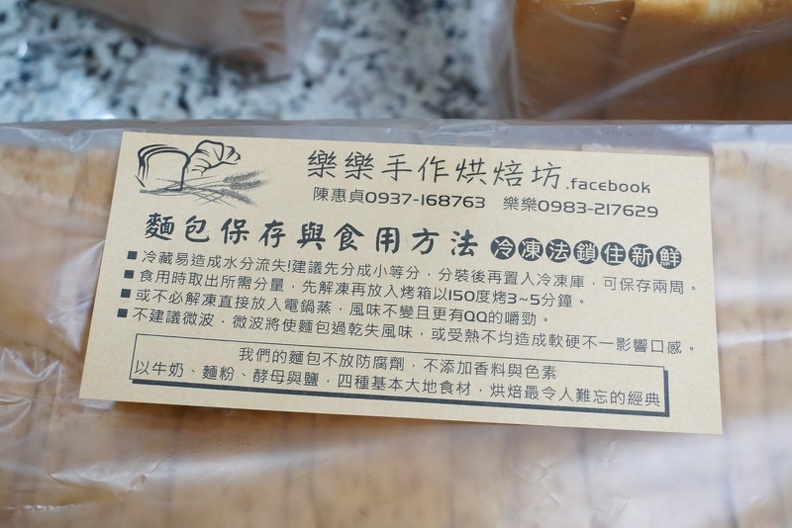 樂樂手作烘焙坊.facebook
陳惠貞0937-168763 樂樂0983-217629
麵包保存與食用方法 冷凍法鎖住新鮮
■冷藏易造成水分流失!建議先分成小等分，分裝後再置入冷凍庫，可保存兩周。
■食用時取出所需分量，先解凍再放入烤箱以150度烤3~5分鐘。
■或不必解凍直接放入電鍋蒸，風味不變且更有QQ的嚼勁。
■不建議微波，微波將使麵包過乾失風味，或受熱不均造成軟硬不一影響口感。
我們的麵包不放防腐劑，不添加香料與色素
以牛奶、麵粉、酵母與鹽，四種基本大地食材，烘焙最令人難忘的經典